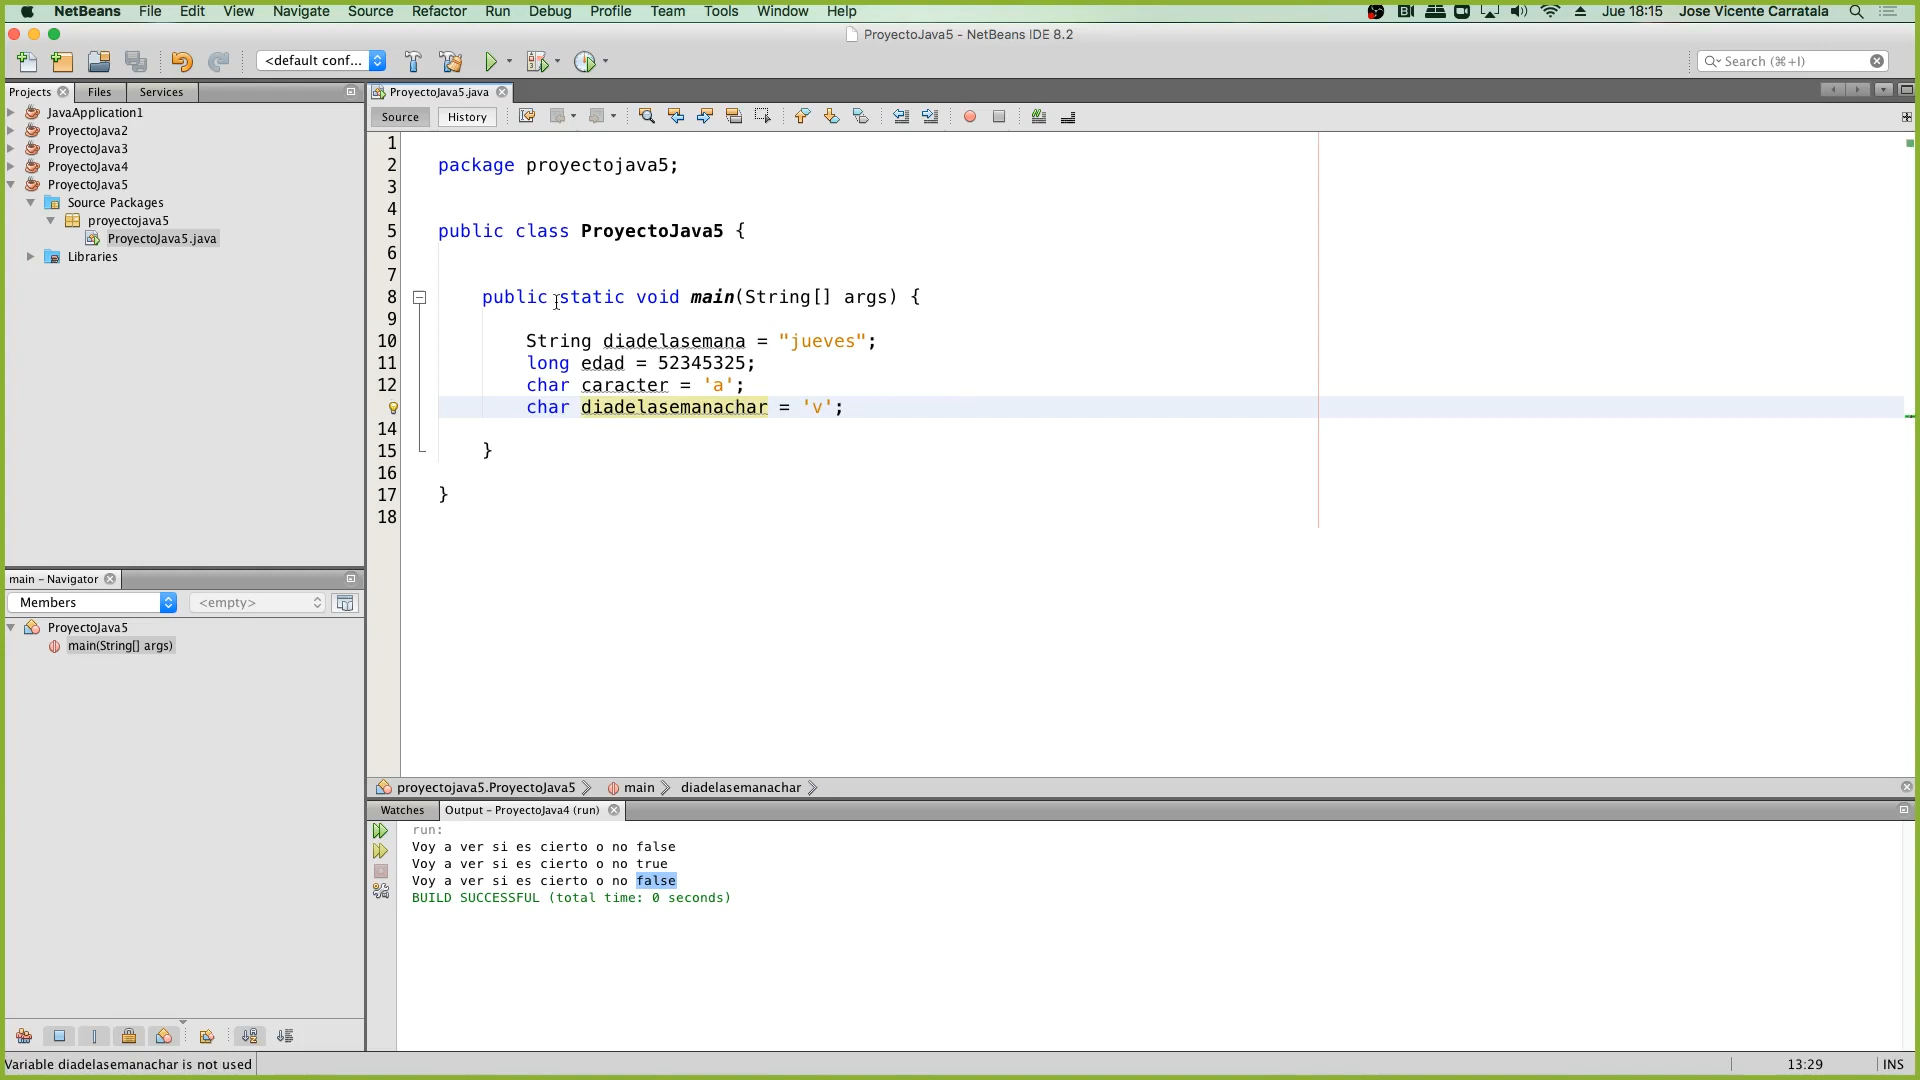 NetBeans File Edit View Navigate Source Refactor Run Debug Profile Team Tools Window Help Jue 18:15 Jose Vicente Carratala
ProyectoJava5 - NetBeans IDE 8.2
<default conf... Search (⌘+I)
Projects Files Services
JavaApplication1
ProyectoJava2
ProyectoJava3
ProyectoJava4
ProyectoJava5
Source Packages
proyectojava5
ProyectoJava5.java
Libraries
ProyectoJava5.java
Source History
1
2 package proyectojava5;
3
4
5 public class ProyectoJava5 {
6
7
8 public static void main(String[] args) {
9
10 String diadelasemana = "jueves";
11 long edad = 52345325;
12 char caracter = 'a';
char diadelasemanachar = 'v';
14
15 }
16
17 }
18
main – Navigator
Members <empty>
ProyectoJava5
main(String[] args)
proyectojava5.ProyectoJava5 main diadelasemanachar
Watches Output – ProyectoJava4 (run)
run:
Voy a ver si es cierto o no false
Voy a ver si es cierto o no true
Voy a ver si es cierto o no false
BUILD SUCCESSFUL (total time: 0 seconds)
Variable diadelasemanachar is not used 13:29 INS